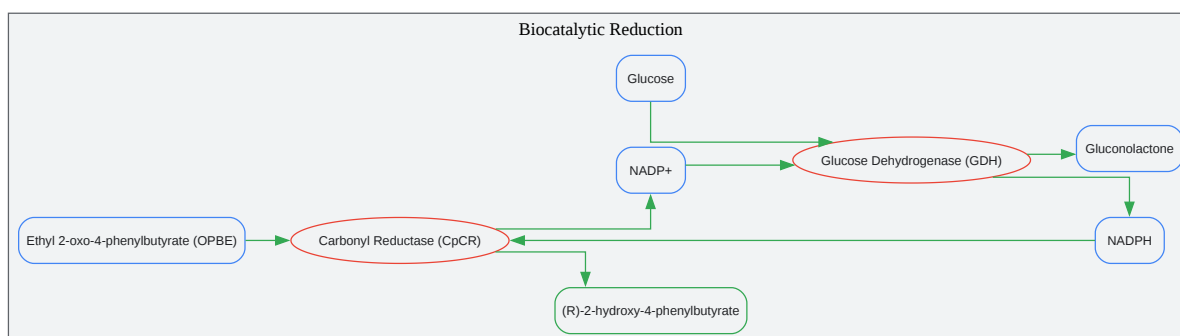 Biocatalytic Reduction
Glucose
Glucose Dehydrogenase (GDH)
Gluconolactone
NADP+
Ethyl 2-oxo-4-phenylbutyrate (OPBE)
Carbonyl Reductase (CpCR)
NADPH
(R)-2-hydroxy-4-phenylbutyrate